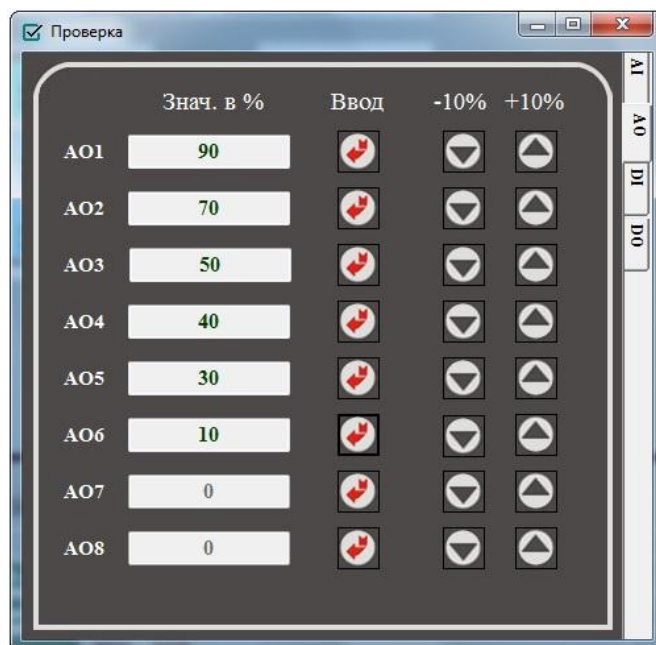 Проверка
Знач. в % Ввод -10% +10%
AO1 90
AO2 70
AO3 50
AO4 40
AO5 30
AO6 10
AO7 0
AO8 0
AI
AO
DI
DO